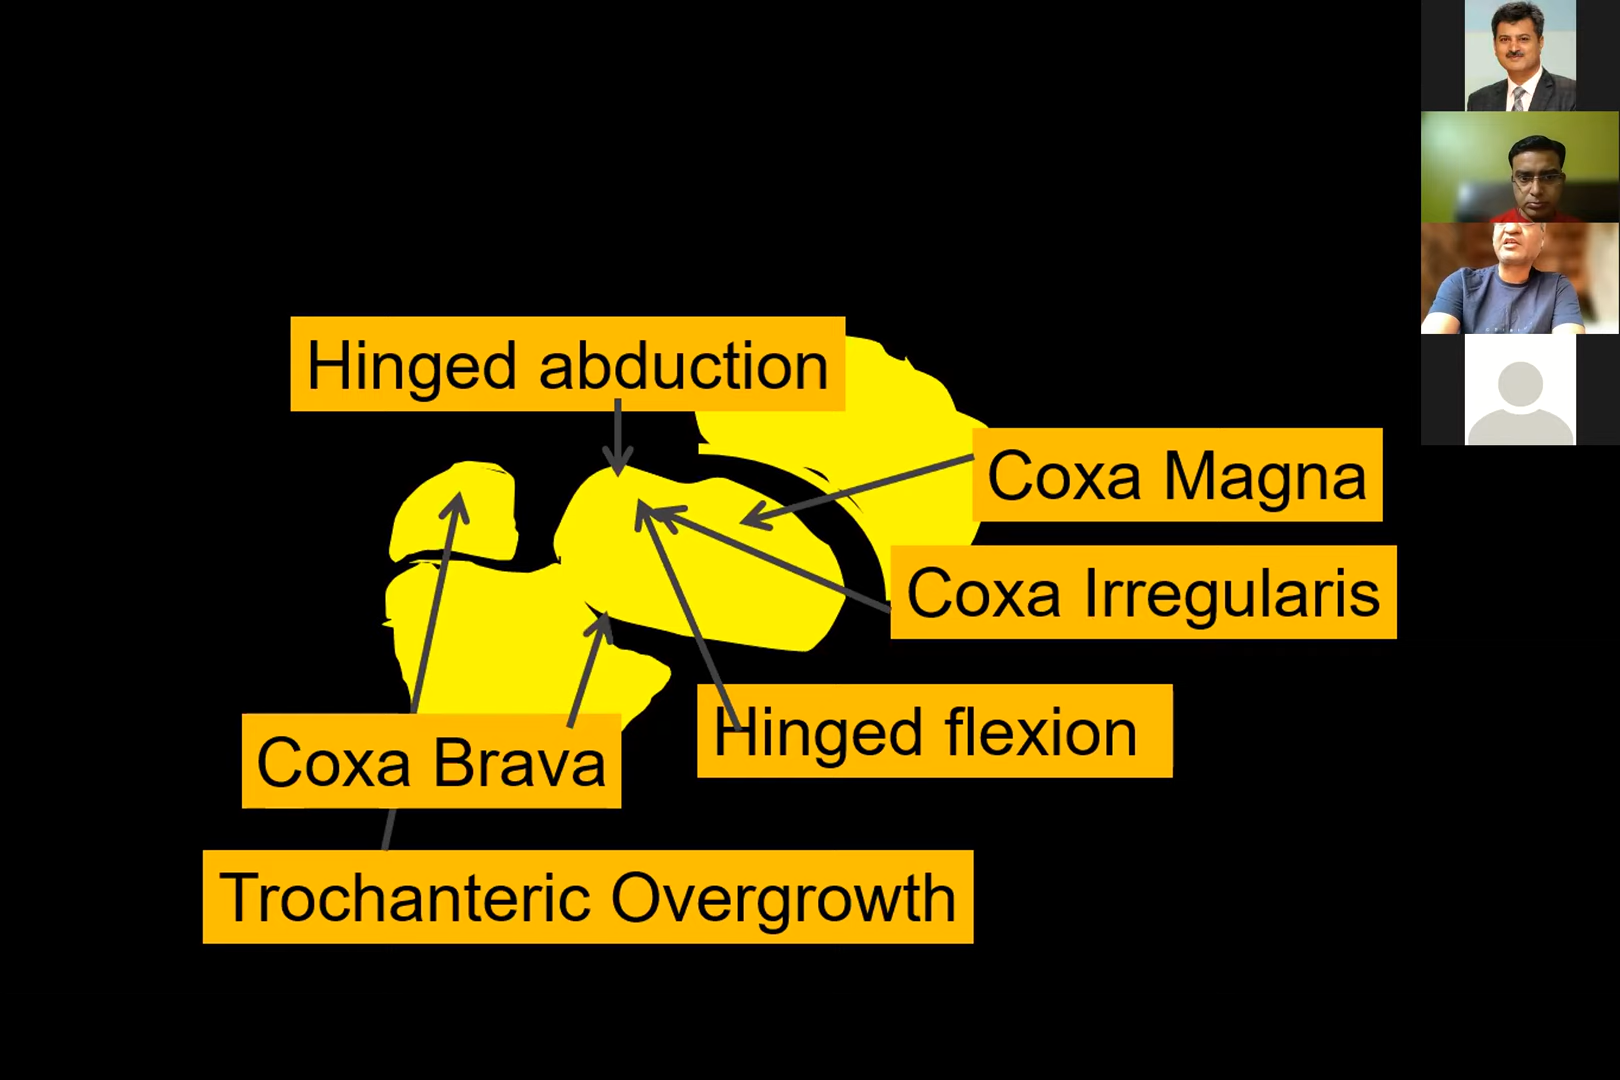 Hinged abduction
Coxa Magna
Coxa Irregularis
Hinged flexion
Coxa Brava
Trochanteric Overgrowth